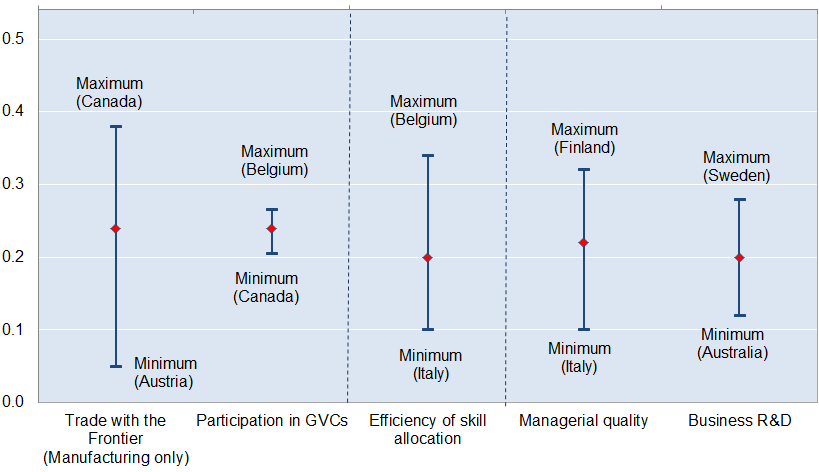 0.5
0.4
0.3
0.2
0.1
0.0
Maximum
(Canada)
Minimum
(Austria)
Maximum
(Belgium)
Minimum
(Canada)
Maximum
(Belgium)
Minimum
(Italy)
Maximum
(Finland)
Minimum
(Italy)
Maximum
(Sweden)
Minimum
(Australia)
Trade with the
Frontier
(Manufacturing only)
Participation in GVCs
Efficiency of skill
allocation
Managerial quality
Business R&D